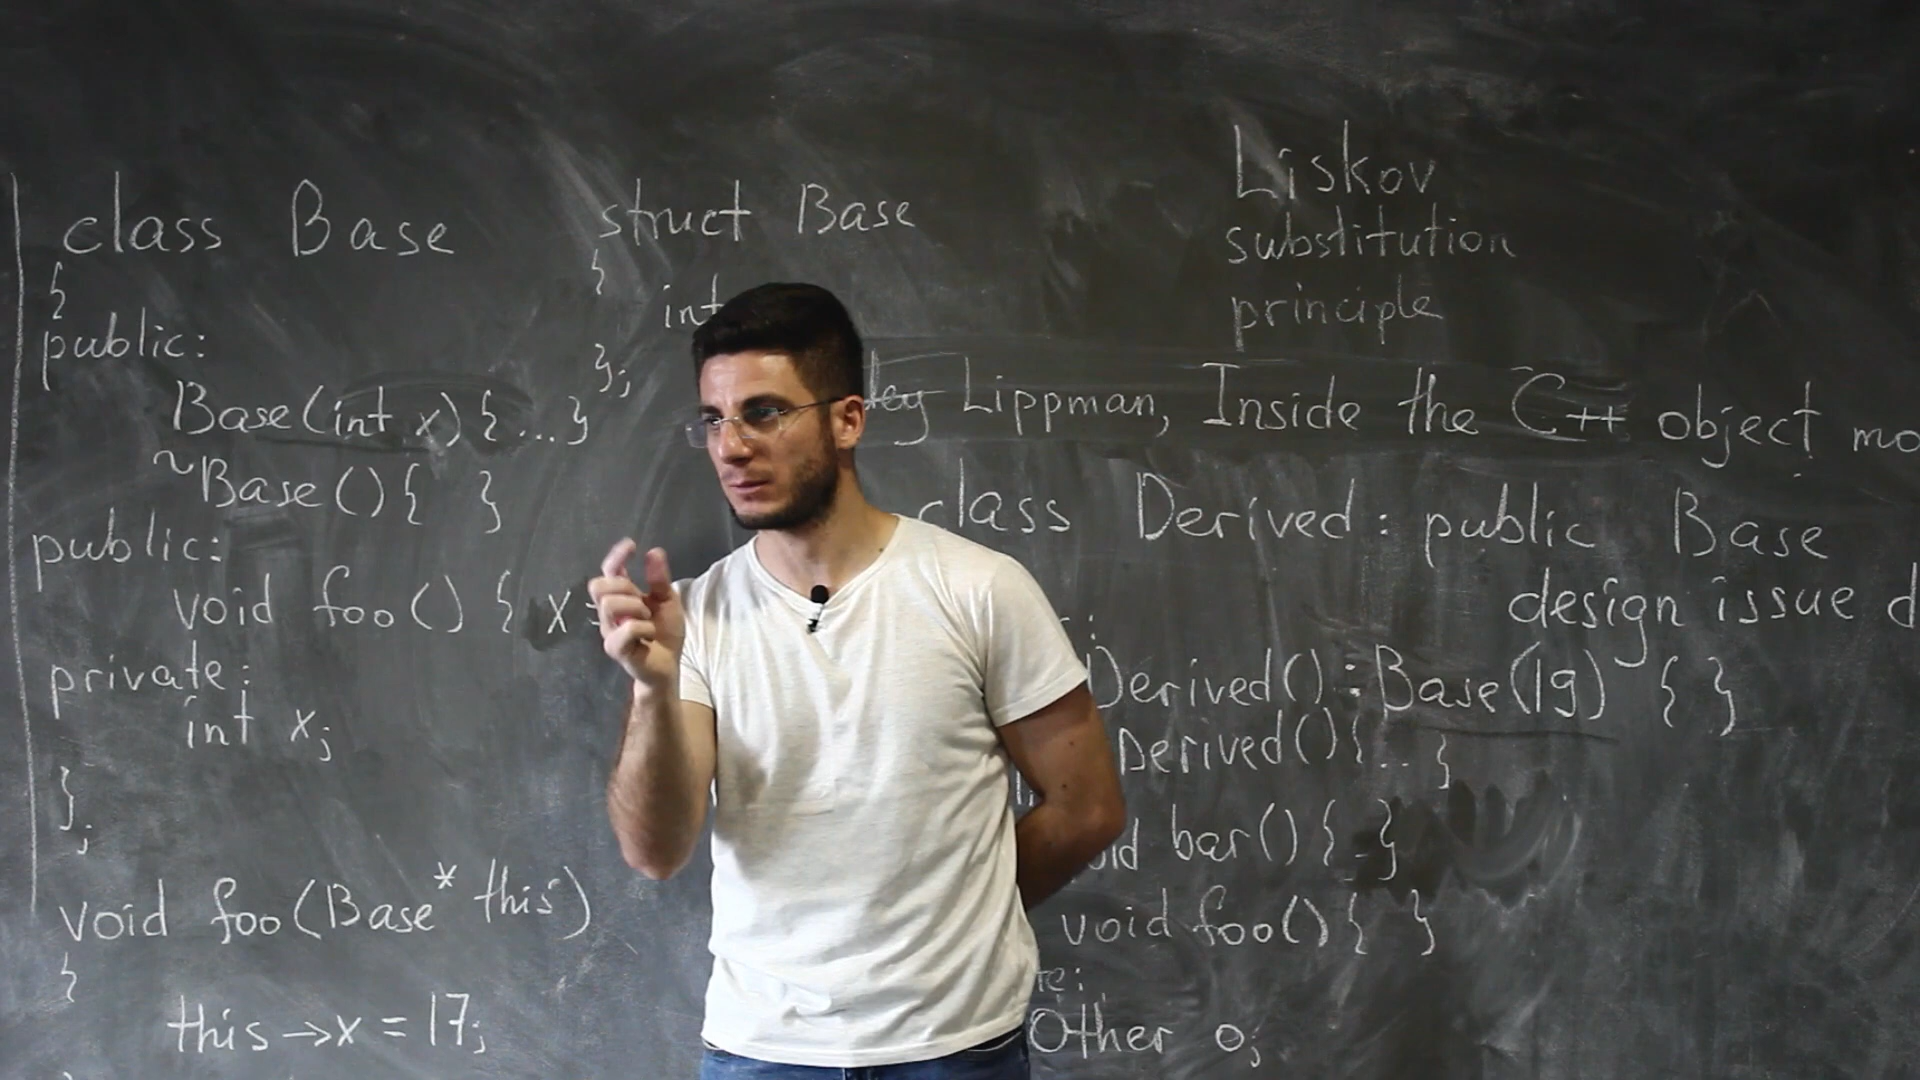 class Base
{
public:
Base(int x) {...}
~Base(){ }
public:
void foo() { x
private:
int x;
}
;
void foo(Base* this)
{
this→x = 17;
struct Base
{
int
};
Liskov
substitution
principle
Lippman, Inside the C++ object
class Derived: public Base
design issue
Derived(): Base(19) { }
Derived(){...}
bar(){..}
void foo(){ }
Other o;